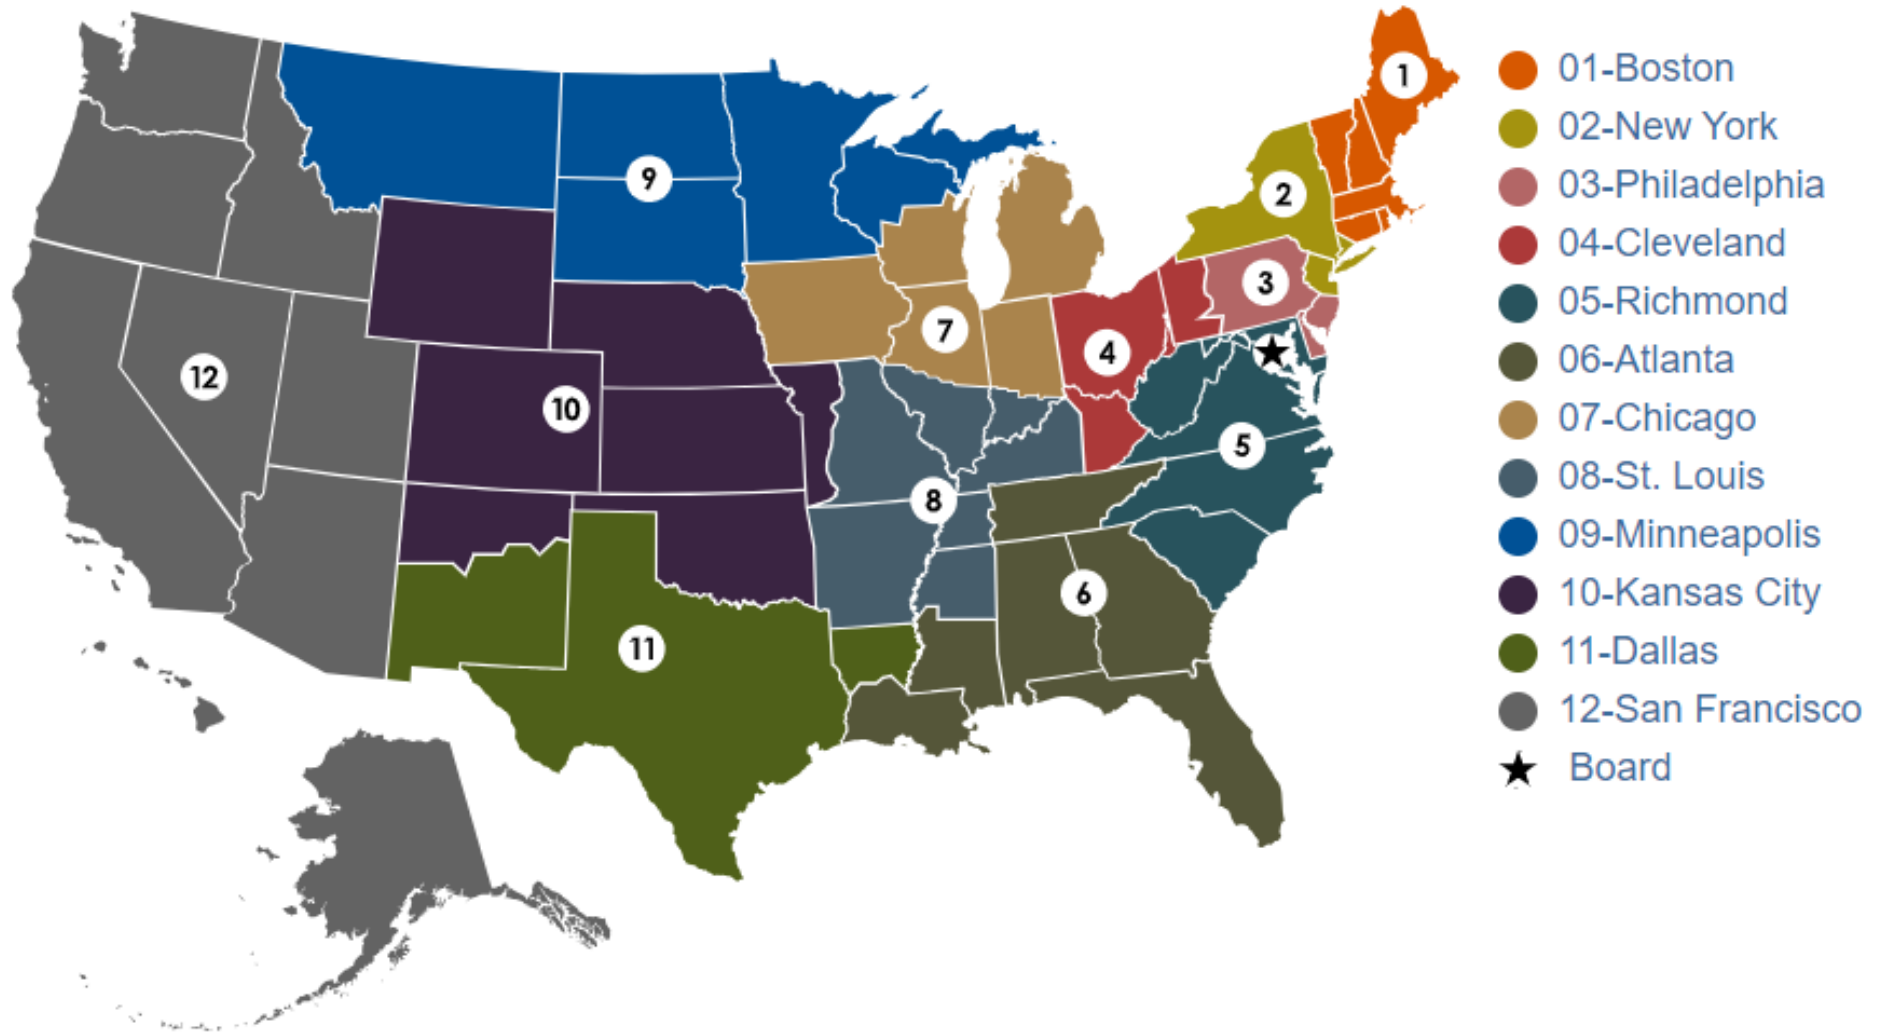 1
9
2
3
7
4
12
10
5
8
6
11
01-Boston
02-New York
03-Philadelphia
04-Cleveland
05-Richmond
06-Atlanta
07-Chicago
08-St. Louis
09-Minneapolis
10-Kansas City
11-Dallas
12-San Francisco
Board